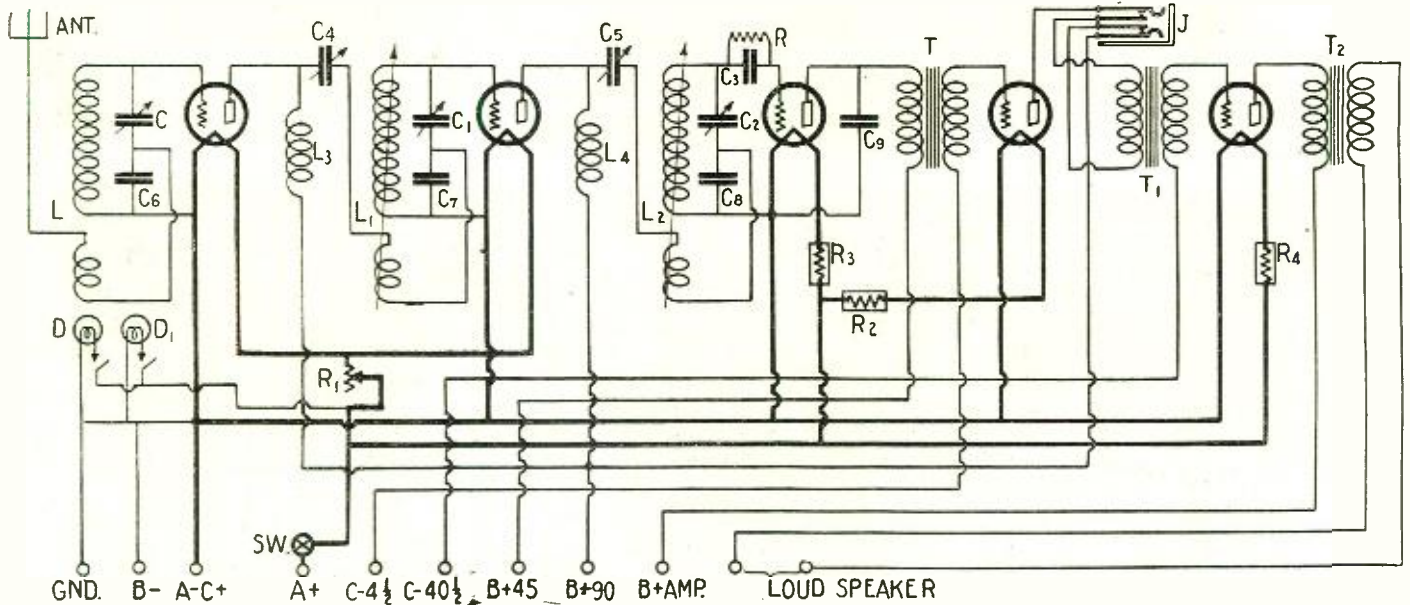 ANT.
C4
C5
R
C3
T
J
T2
C
C1
C2
C9
L3
L4
C6
C7
C8
T1
L
L1
L2
R3
R4
R2
D
D1
R1
SW.
GND. B- A-C+ A+ C-4½ C-40½ B+45 B+90 B+AMP. LOUD SPEAKER